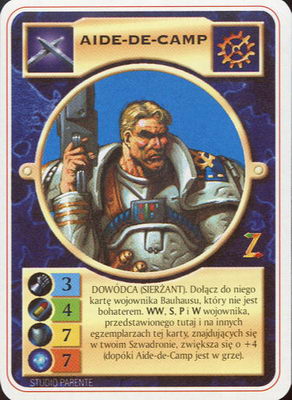 AIDE-DE-CAMP
Z
3
4
7
7
DOWÓDCA (SIERŻANT). Dołącz do niego
kartę wojownika Bauhausu, który nie jest
bohaterem. WW, S, P i W wojownika,
przedstawionego tutaj i na innych
egzemplarzach tej karty, znajdujących się
w twoim Szwadronie, zwiększa się o +4
(dopóki Aide-de-Camp jest w grze).
STUDIO PARENTE